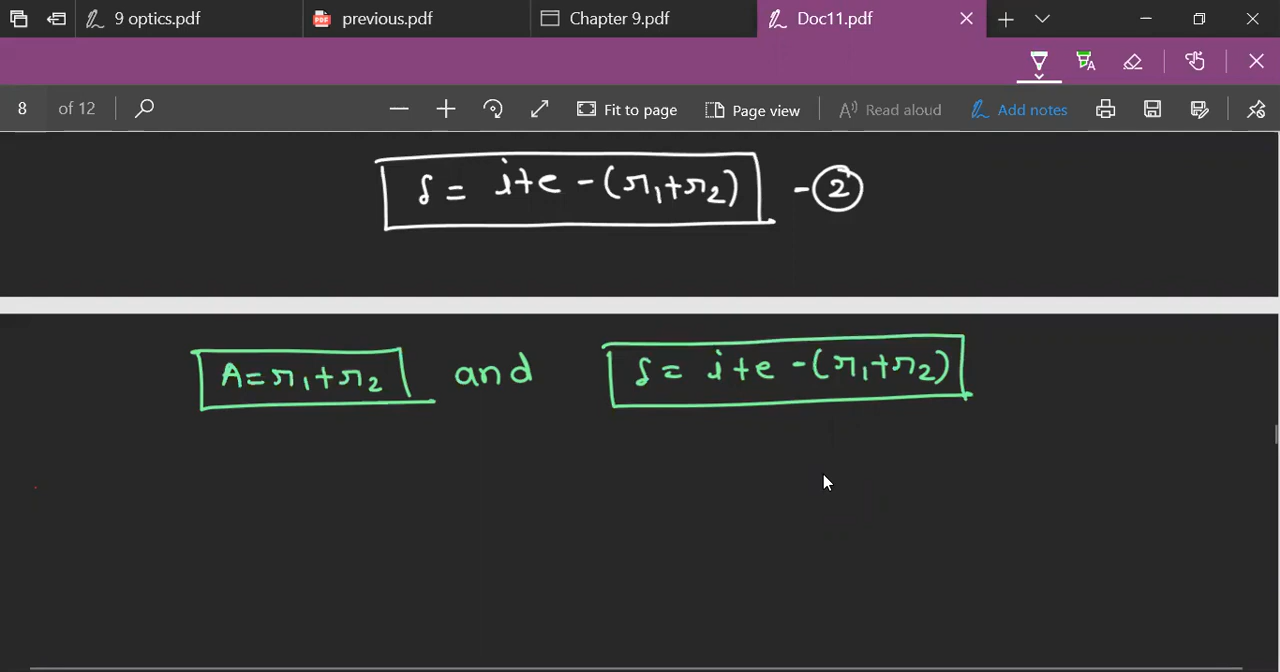 9 optics.pdf previous.pdf Chapter 9.pdf Doc11.pdf
8 of 12 Fit to page Page view Read aloud Add notes
δ = i+e -(r₁+r₂) - ②
A=r₁+r₂ and δ = i+e -(r₁+r₂)